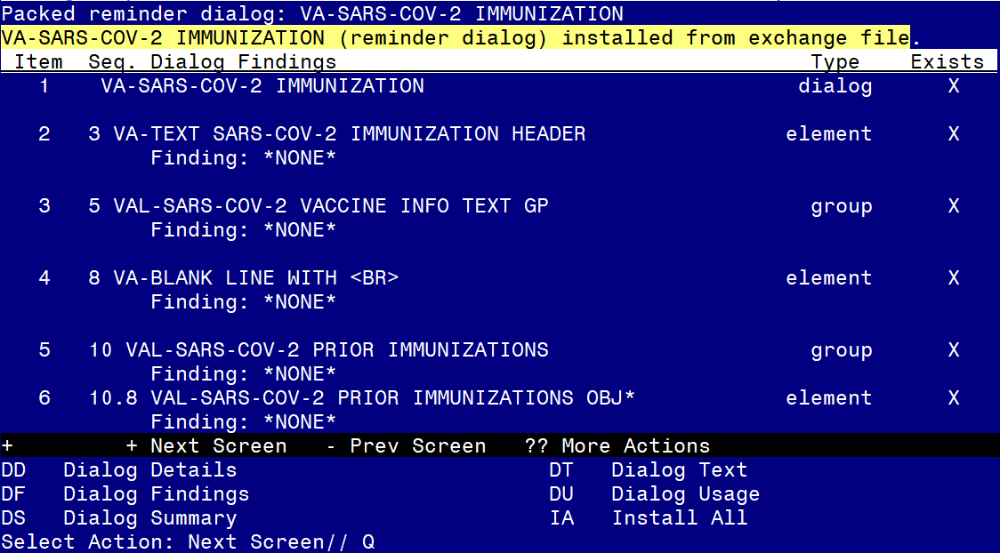 Packed reminder dialog: VA-SARS-COV-2 IMMUNIZATION
VA-SARS-COV-2 IMMUNIZATION (reminder dialog) installed from exchange file.
Item  Seq. Dialog Findings                                      Type    Exists
1    VA-SARS-COV-2 IMMUNIZATION                              dialog      X
2   3 VA-TEXT SARS-COV-2 IMMUNIZATION HEADER                element      X
Finding: *NONE*
3   5 VAL-SARS-COV-2 VACCINE INFO TEXT GP                     group      X
Finding: *NONE*
4   8 VA-BLANK LINE WITH <BR>                               element      X
Finding: *NONE*
5   10 VAL-SARS-COV-2 PRIOR IMMUNIZATIONS                     group      X
Finding: *NONE*
6   10.8 VAL-SARS-COV-2 PRIOR IMMUNIZATIONS OBJ*            element      X
Finding: *NONE*
+         + Next Screen   - Prev Screen   ?? More Actions
DD   Dialog Details                         DT   Dialog Text
DF   Dialog Findings                        DU   Dialog Usage
DS   Dialog Summary                         IA   Install All
Select Action: Next Screen// Q